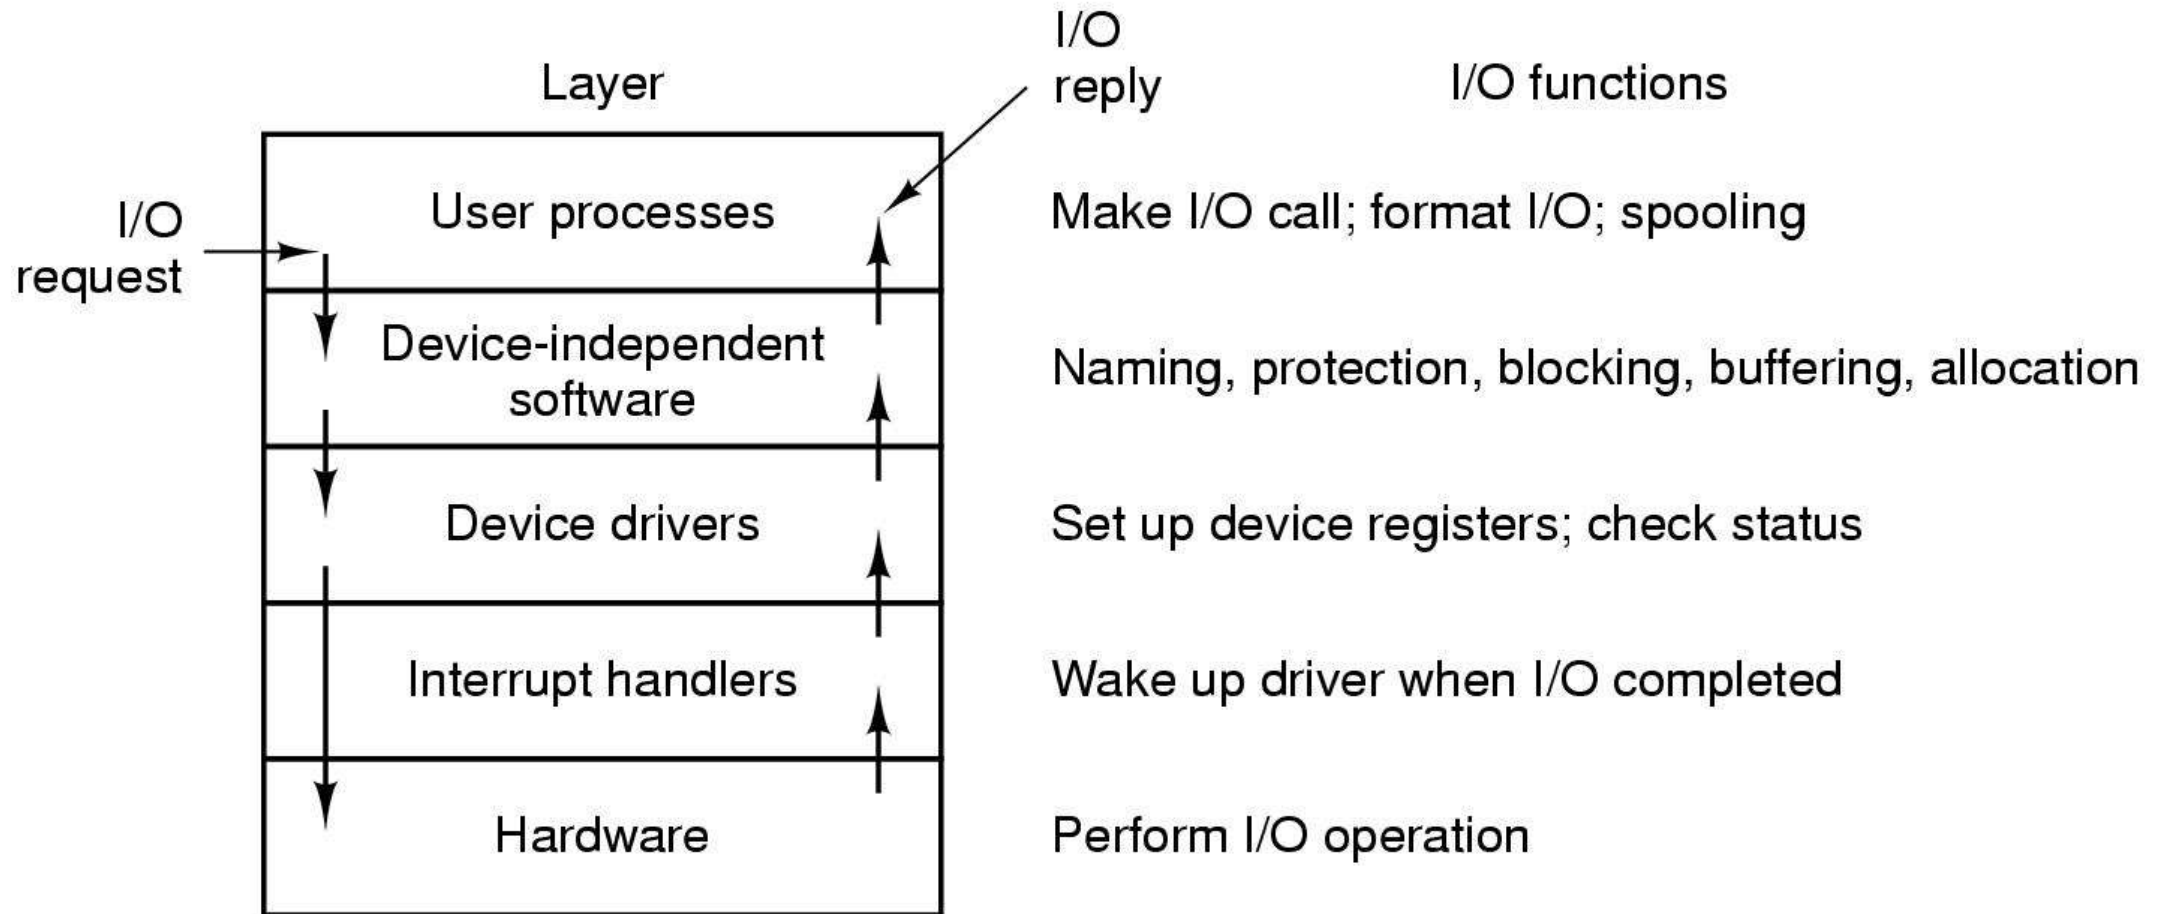 Layer
I/O
reply
I/O functions
I/O
request
User processes
Make I/O call; format I/O; spooling
Device-independent
software
Naming, protection, blocking, buffering, allocation
Device drivers
Set up device registers; check status
Interrupt handlers
Wake up driver when I/O completed
Hardware
Perform I/O operation